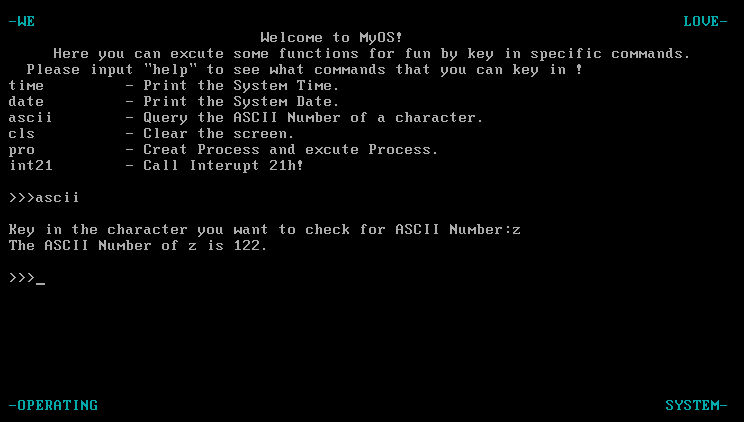 -WE LOVE-
Welcome to MyOS!
Here you can excute some functions for fun by key in specific commands.
Please input "help" to see what commands that you can key in !
time - Print the System Time.
date - Print the System Date.
ascii - Query the ASCII Number of a character.
cls - Clear the screen.
pro - Creat Process and excute Process.
int21 - Call Interupt 21h!
>>>ascii
Key in the character you want to check for ASCII Number:z
The ASCII Number of z is 122.
>>>_
-OPERATING SYSTEM-